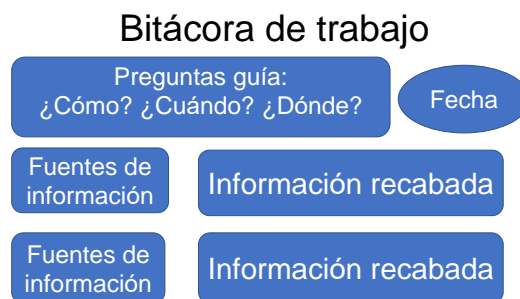 Bitácora de trabajo
Preguntas guía:
¿Cómo? ¿Cuándo? ¿Dónde?
Fecha
Fuentes de
información
Información recabada
Fuentes de
información
Información recabada